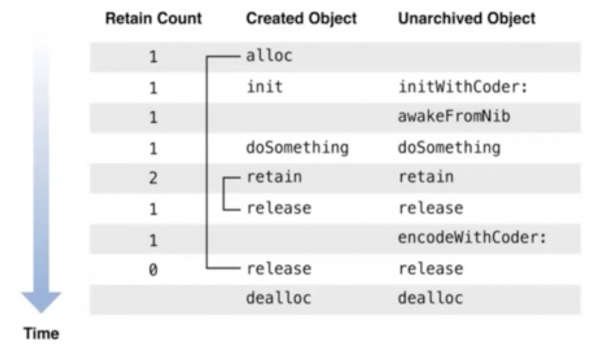 Retain Count Created Object Unarchived Object
1 alloc
1 init initWithCoder:
1 awakeFromNib
1 doSomething doSomething
2 retain retain
1 release release
1 encodeWithCoder:
0 release release
dealloc dealloc
Time